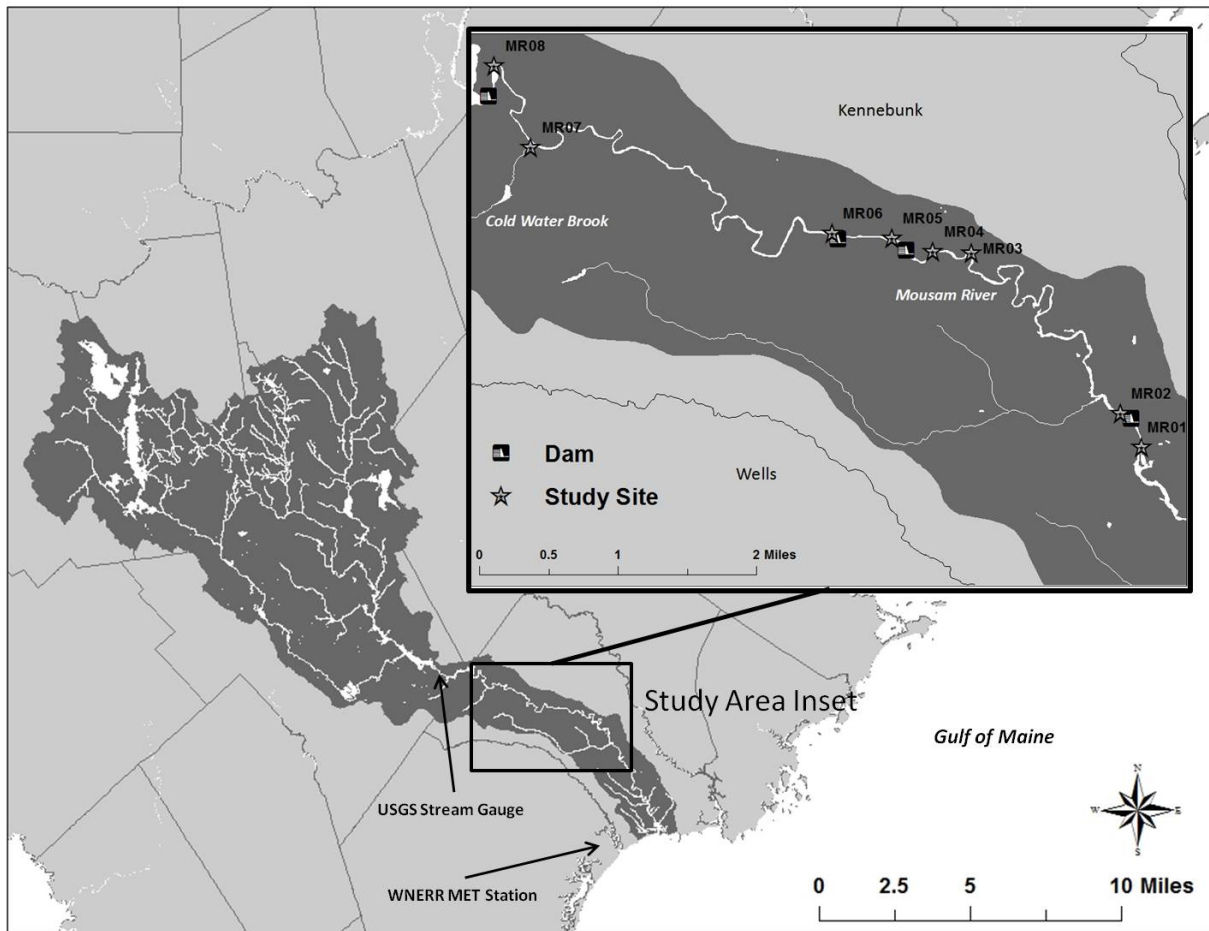 MR08
Kennebunk
MR07
MR06
MR05
MR04
MR03
Cold Water Brook
Mousam River
MR02
MR01
Dam
Wells
Study Site
0 0.5 1 2 Miles
Study Area Inset
Gulf of Maine
USGS Stream Gauge
WNERR MET Station
N
W E
S
0 2.5 5 10 Miles